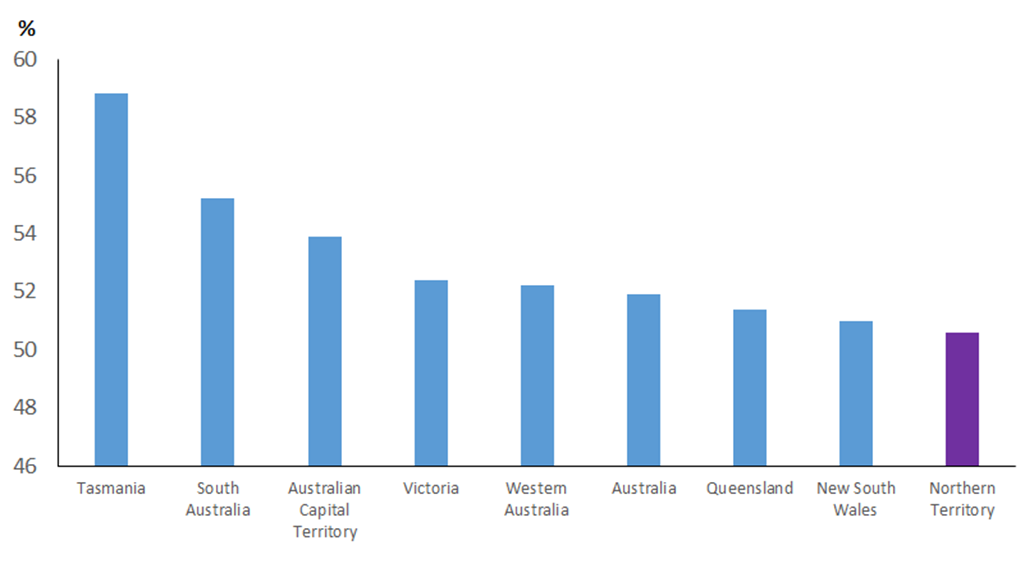 %
60
58
56
54
52
50
48
46
Tasmania
South
Australia
Australian
Capital
Territory
Victoria
Western
Australia
Australia
Queensland
New South
Wales
Northern
Territory